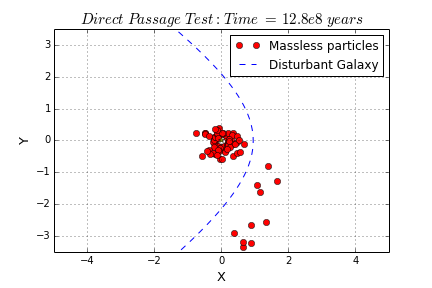 Direct Passage Test : Time = 12.8e8 years
Massless particles
Disturbant Galaxy
3
2
1
0
−1
−2
−3
Y
−4
−2
0
2
4
X